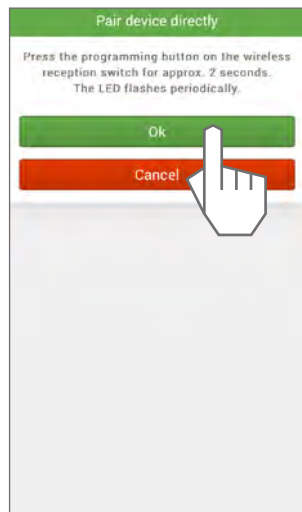 Pair device directly
Press the programming button on the wireless
reception switch for approx. 2 seconds.
The LED flashes periodically.
Ok
Cancel